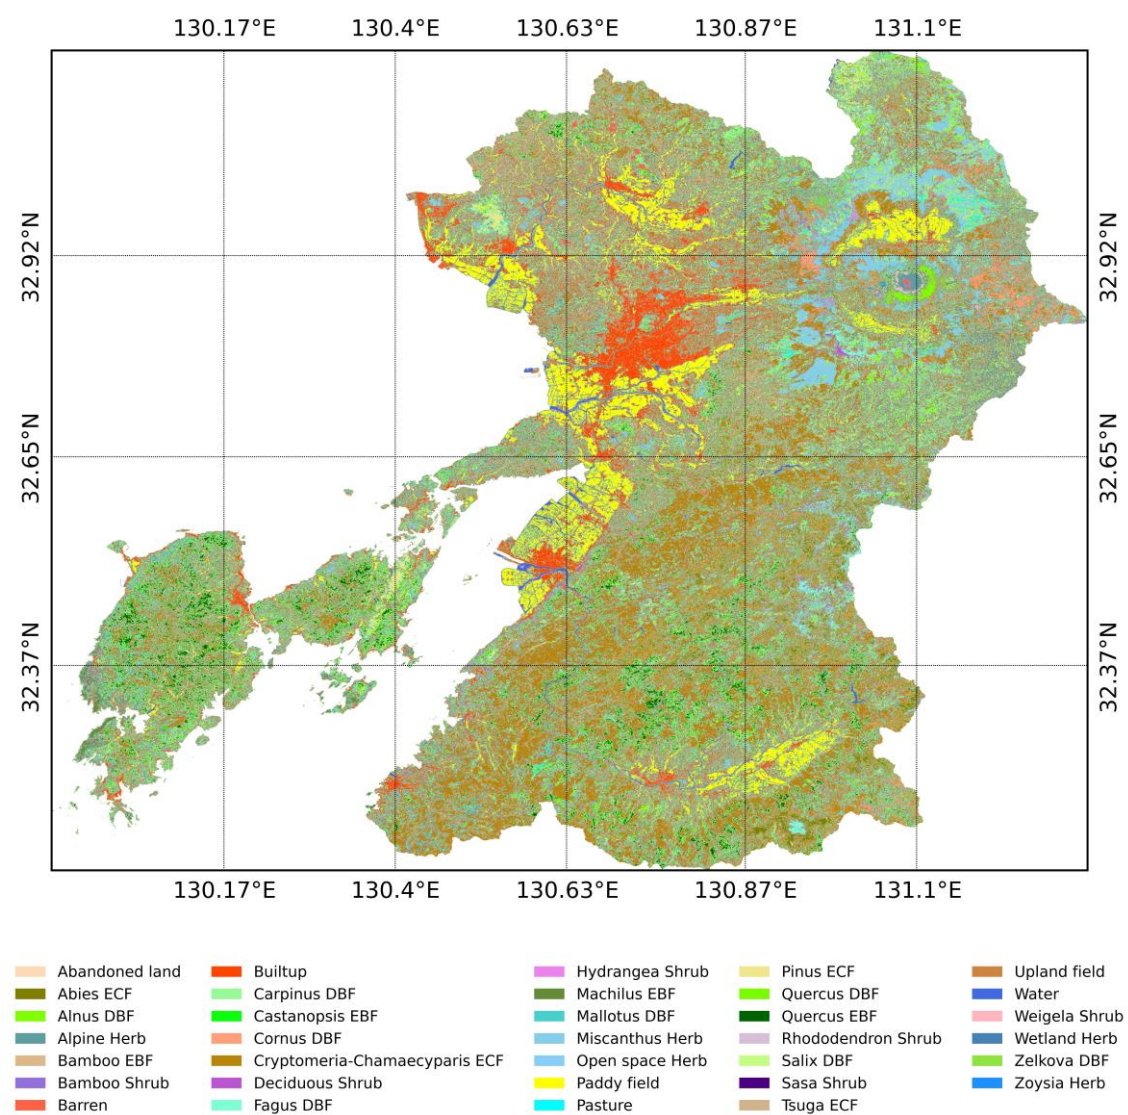 130.17°E 130.4°E 130.63°E 130.87°E 131.1°E
32.92°N 32.92°N
32.65°N 32.65°N
32.37°N 32.37°N
130.17°E 130.4°E 130.63°E 130.87°E 131.1°E
Abandoned land
Abies ECF
Alnus DBF
Alpine Herb
Bamboo EBF
Bamboo Shrub
Barren
Builtup
Carpinus DBF
Castanopsis EBF
Cornus DBF
Cryptomeria-Chamaecyparis ECF
Deciduous Shrub
Fagus DBF
Hydrangea Shrub
Machilus EBF
Mallotus DBF
Miscanthus Herb
Open space Herb
Paddy field
Pasture
Pinus ECF
Quercus DBF
Quercus EBF
Rhododendron Shrub
Salix DBF
Sasa Shrub
Tsuga ECF
Upland field
Water
Weigela Shrub
Wetland Herb
Zelkova DBF
Zoysia Herb